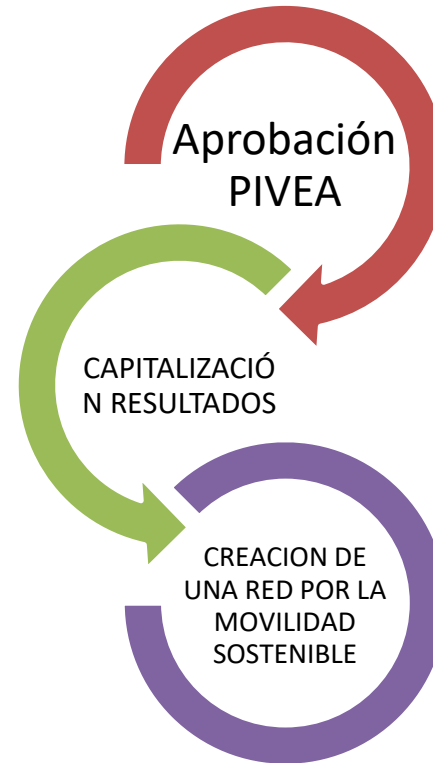 Aprobación
PIVEA
CAPITALIZACIÓ
N RESULTADOS
CREACION DE
UNA RED POR LA
MOVILIDAD
SOSTENIBLE